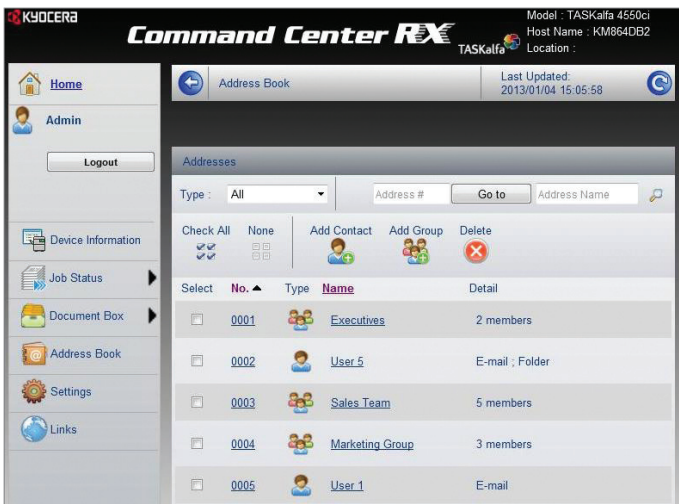 KYOCERA
Command Center RX
TASKalfa
Model : TASKalfa 4550ci
Host Name : KM864DB2
Location :
Home
Admin
Logout
Device Information
Job Status
Document Box
Address Book
Settings
Links
Address Book
Last Updated:
2013/01/04 15:05:58
Addresses
Type : All Address # Go to Address Name
Check All None Add Contact Add Group Delete
Select No. Type Name Detail
0001 Executives 2 members
0002 User 5 E-mail ; Folder
0003 Sales Team 5 members
0004 Marketing Group 3 members
0005 User 1 E-mail